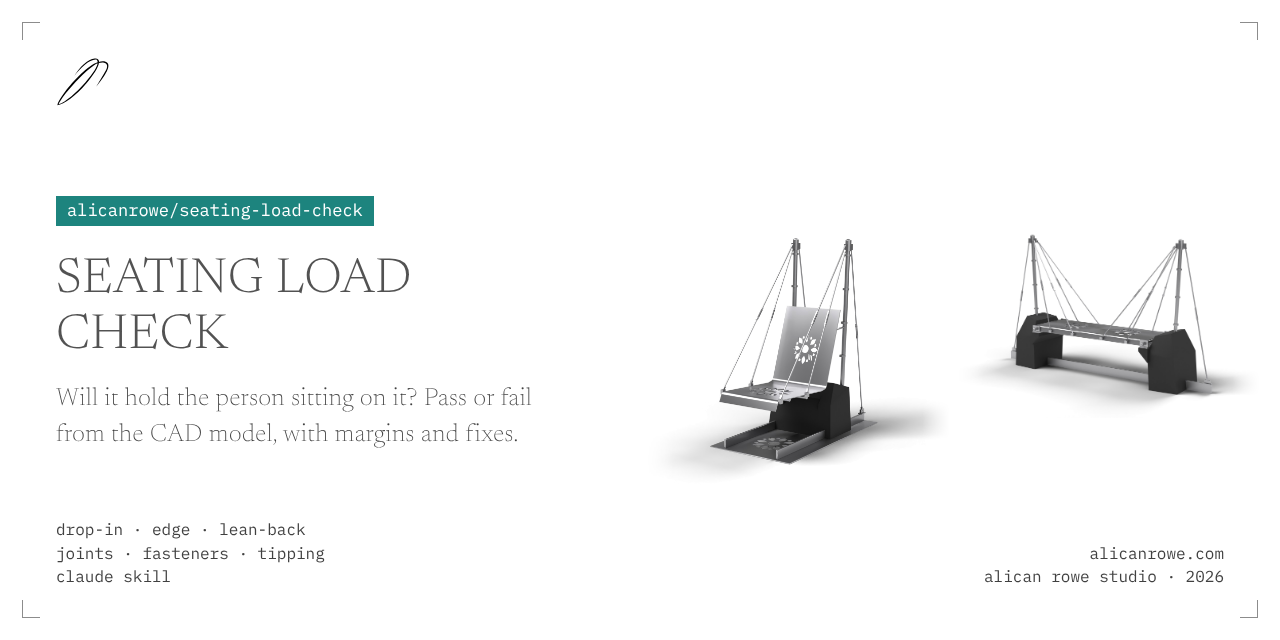 alicanrowe/seating-load-check
SEATING LOAD
CHECK
Will it hold the person sitting on it? Pass or fail
from the CAD model, with margins and fixes.
drop-in · edge · lean-back
joints · fasteners · tipping
claude skill
alicanrowe.com
alican rowe studio · 2026